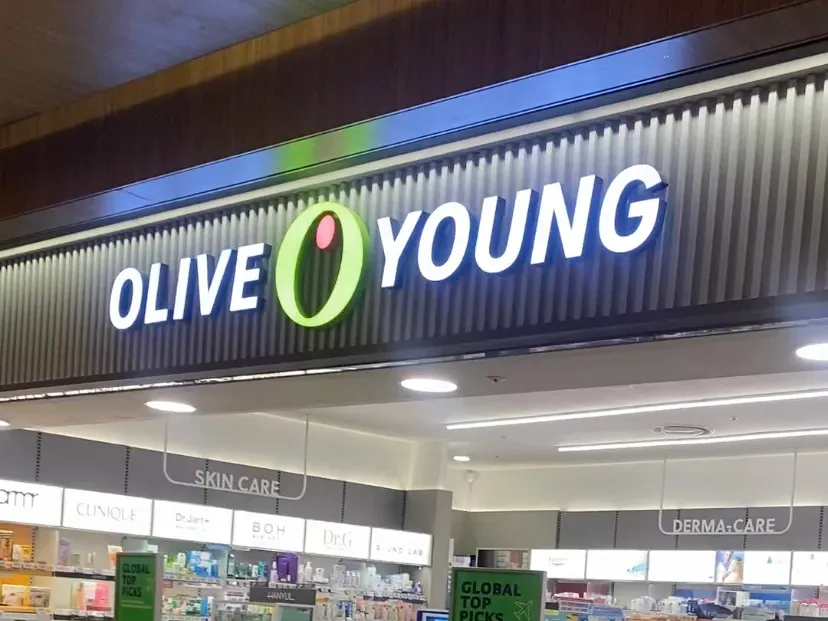 OLIVE YOUNG
SKIN CARE
DERMA-CARE
CLINIQUE
Dr.Jart+
BOH
Dr.G
ROUND LAB
HANYUL
GLOBAL
TOP
PICKS
GLOBAL
TOP
PICKS